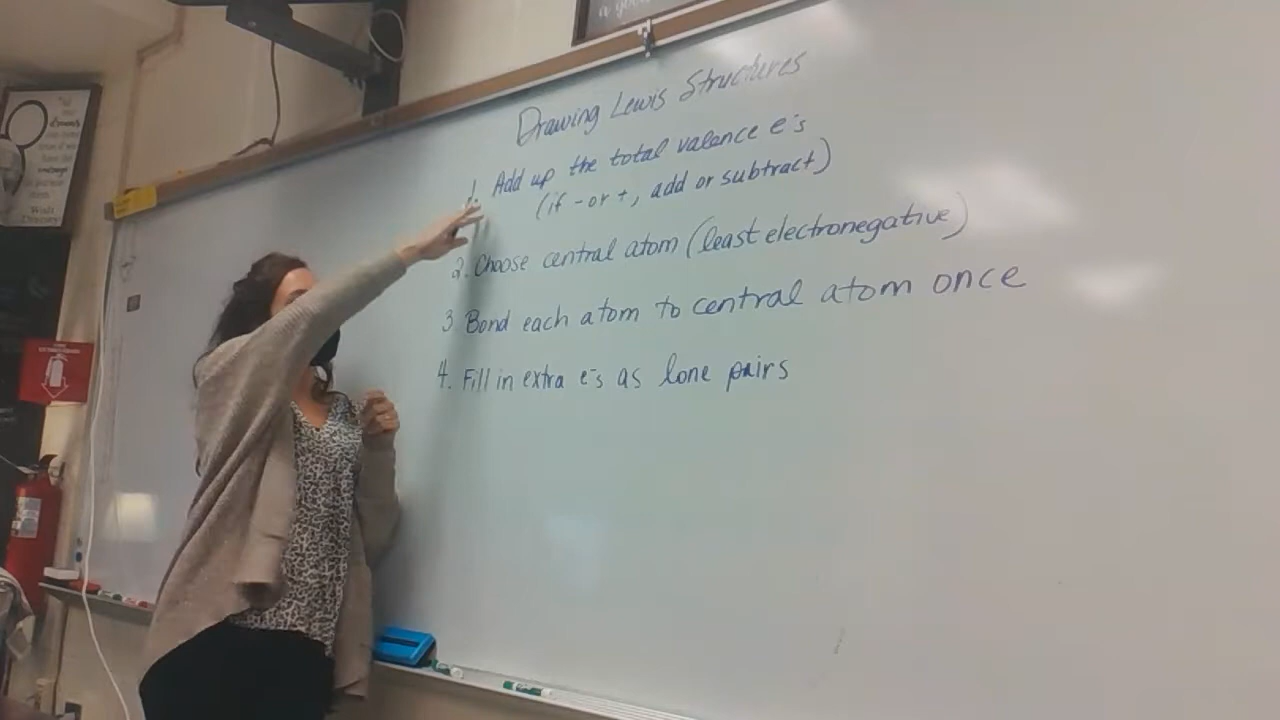 Drawing Lewis Structures
1. Add up the total valence e⁻s
(if - or +, add or subtract)
2. Choose central atom (least electronegative)
3 Bond each atom to central atom once
4. Fill in extra e⁻s as lone pairs
Walt